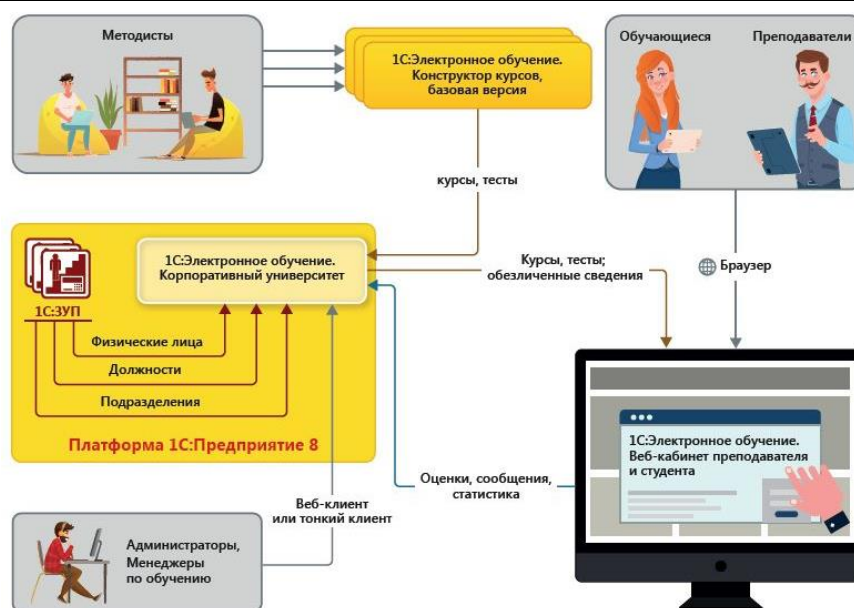 Методисты
1С:Электронное обучение.
Конструктор курсов,
базовая версия
Обучающиеся
Преподаватели
курсы, тесты
1С:Электронное обучение.
Корпоративный университет
1С:ЗУП
Физические лица
Должности
Подразделения
Платформа 1С:Предприятие 8
Курсы, тесты;
обезличенные сведения
Браузер
1С:Электронное обучение.
Веб-кабинет преподавателя
и студента
Оценки, сообщения,
статистика
Веб-клиент
или тонкий клиент
Администраторы,
Менеджеры
по обучению